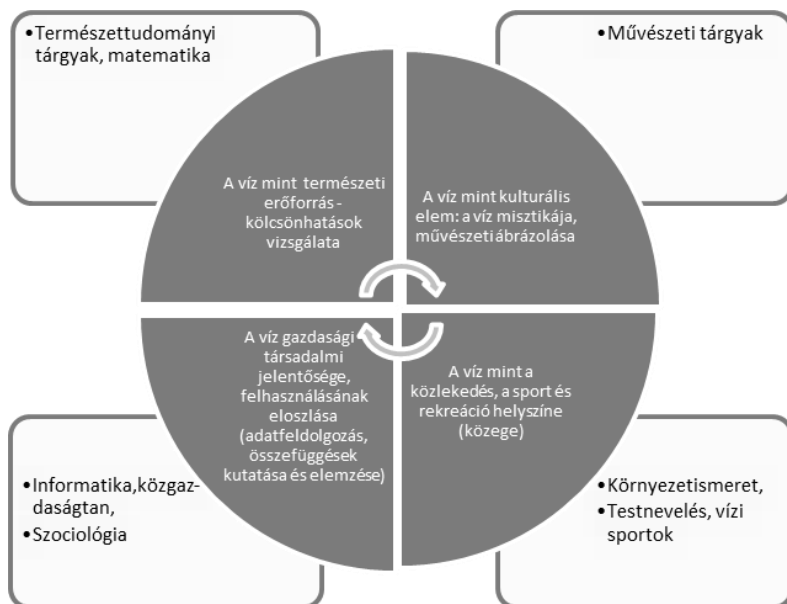 •Természettudományi
tárgyak, matematika
•Művészeti tárgyak
A víz mint természeti
erőforrás -
kölcsönhatások
vizsgálata
A víz mint kulturális
elem: a víz misztikája,
művészeti ábrázolása
A víz gazdasági
társadalmi
jelentősége,
felhasználásának
eloszlása
(adatfeldolgozás,
összefüggések
kutatása és elemzése)
A víz mint a
közlekedés, a sport és
rekreáció helyszíne
(közege)
•Informatika,közgaz-
daságtan,
•Szociológia
•Környezetismeret,
•Testnevelés, vízi
sportok